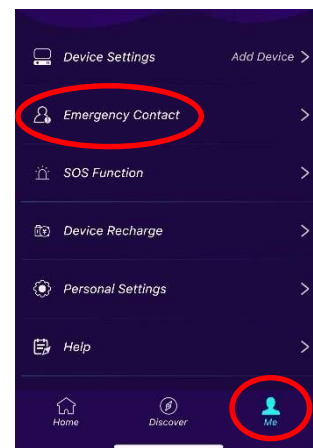 Device Settings Add Device >
Emergency Contact >
SOS Function >
Device Recharge >
Personal Settings >
Help >
Home Discover Me